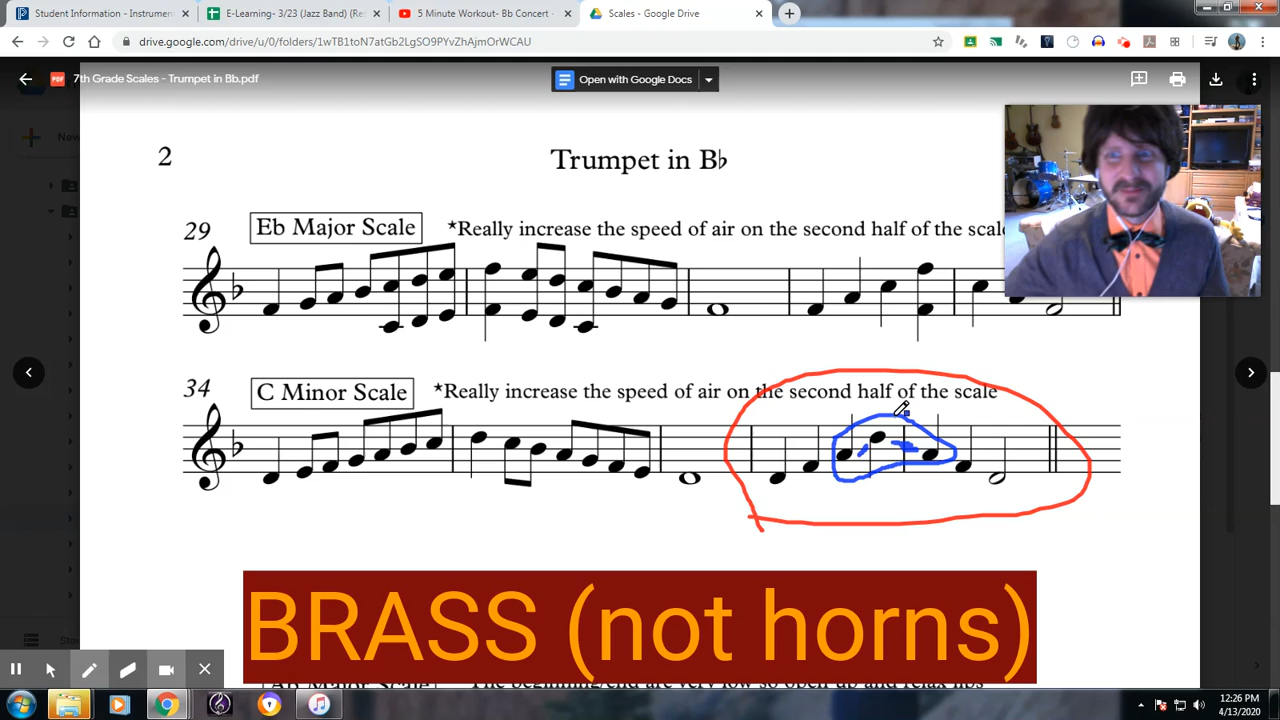 Student Information - Instrument
E-Learning- 3/23 (Jazz Band) (Re
5 Minute Workout- BbConcert -
Scales - Google Drive
drive.google.com/drive/u/0/folders/1wTB1toN7atGb2LgSO9PYvZhAjmOrWCAU
7th Grade Scales - Trumpet in Bb.pdf
Open with Google Docs
New
2
Trumpet in B♭
29 Eb Major Scale *Really increase the speed of air on the second half of the scale
34 C Minor Scale *Really increase the speed of air on the second half of the scale
BRASS (not horns)
12:26 PM
4/13/2020